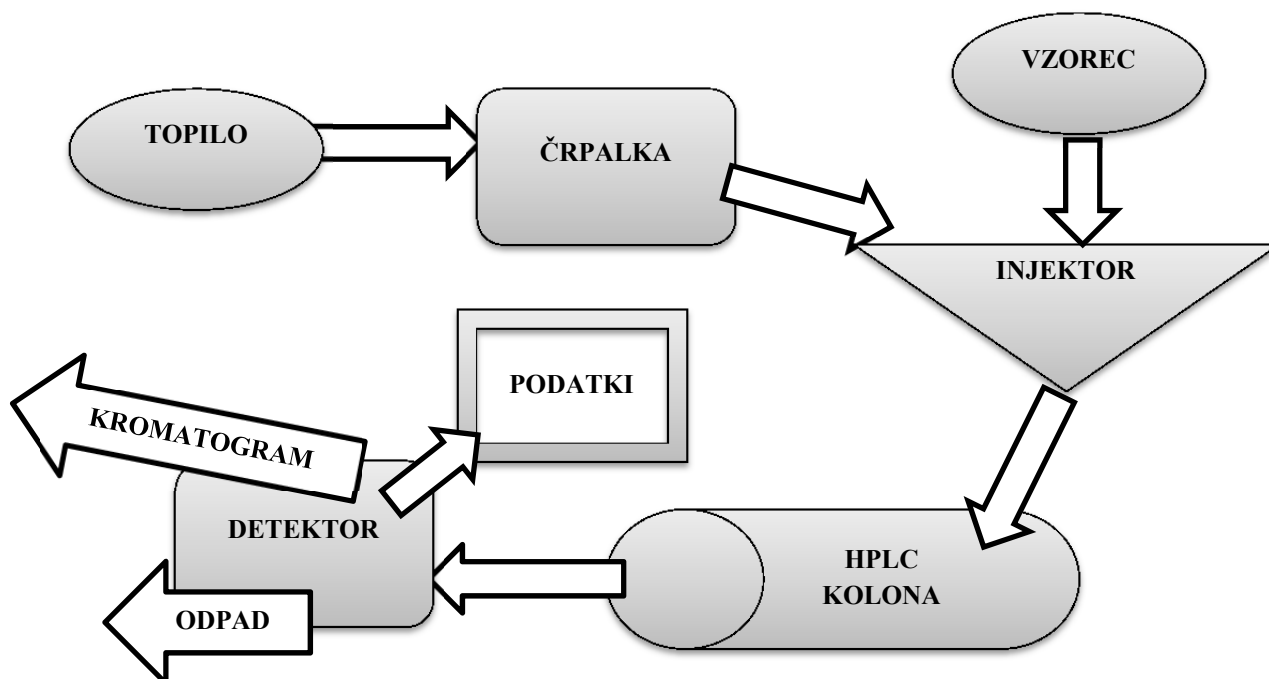 VZOREC
TOPILO
ČRPALKA
INJEKTOR
PODATKI
KROMATOGRAM
DETEKTOR
HPLC
KOLONA
ODPAD